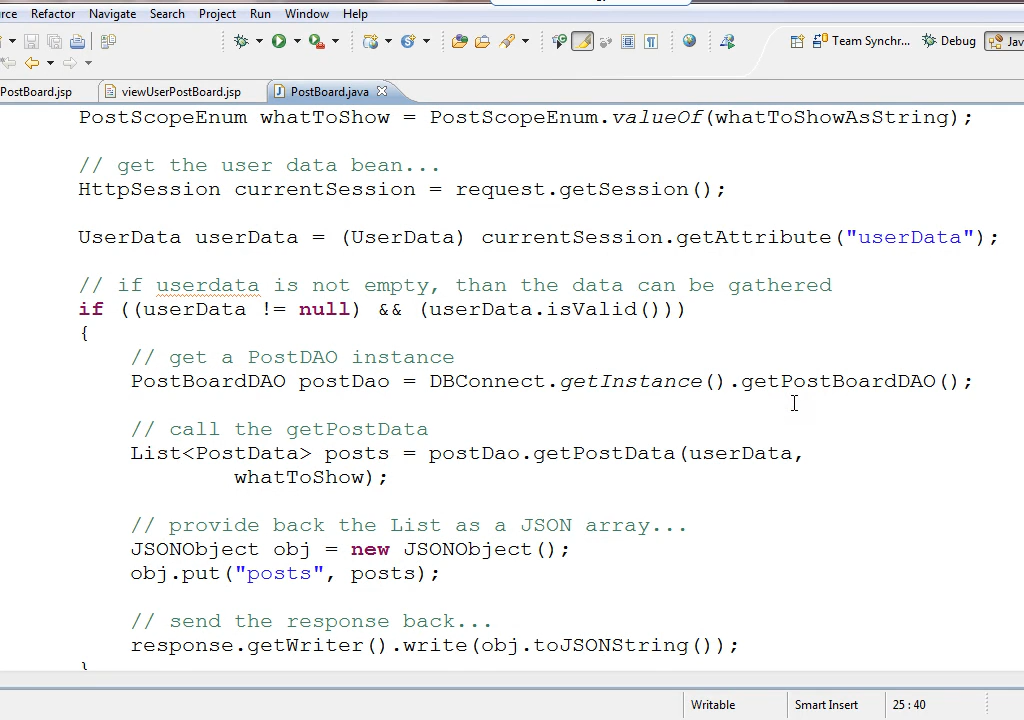 rce Refactor Navigate Search Project Run Window Help
Team Synchr... Debug Jav
PostBoard.jsp viewUserPostBoard.jsp PostBoard.java
PostScopeEnum whatToShow = PostScopeEnum.valueOf(whatToShowAsString);
// get the user data bean...
HttpSession currentSession = request.getSession();
UserData userData = (UserData) currentSession.getAttribute("userData");
// if userdata is not empty, than the data can be gathered
if ((userData != null) && (userData.isValid()))
{
// get a PostDAO instance
PostBoardDAO postDao = DBConnect.getInstance().getPostBoardDAO();
// call the getPostData
List<PostData> posts = postDao.getPostData(userData,
whatToShow);
// provide back the List as a JSON array...
JSONObject obj = new JSONObject();
obj.put("posts", posts);
// send the response back...
response.getWriter().write(obj.toJSONString());
}
Writable Smart Insert 25 : 40